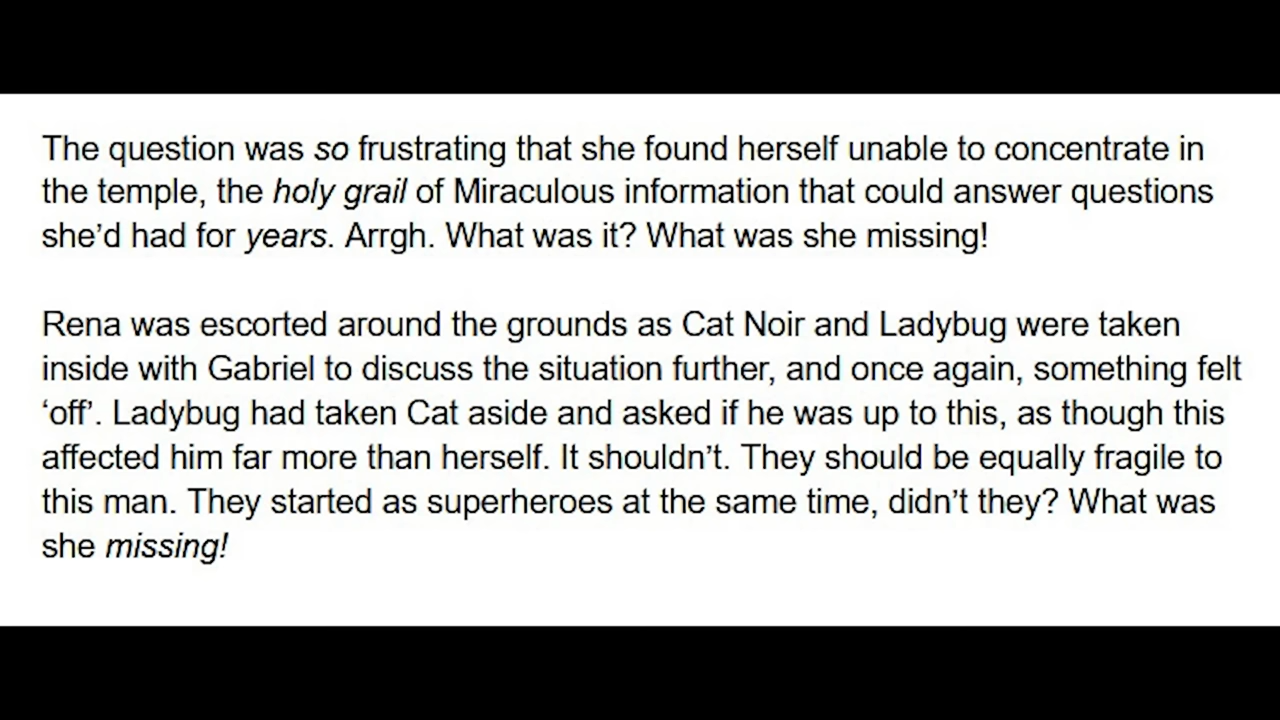 The question was so frustrating that she found herself unable to concentrate in
the temple, the holy grail of Miraculous information that could answer questions
she’d had for years. Arrgh. What was it? What was she missing!
Rena was escorted around the grounds as Cat Noir and Ladybug were taken
inside with Gabriel to discuss the situation further, and once again, something felt
‘off’. Ladybug had taken Cat aside and asked if he was up to this, as though this
affected him far more than herself. It shouldn’t. They should be equally fragile to
this man. They started as superheroes at the same time, didn’t they? What was
she missing!